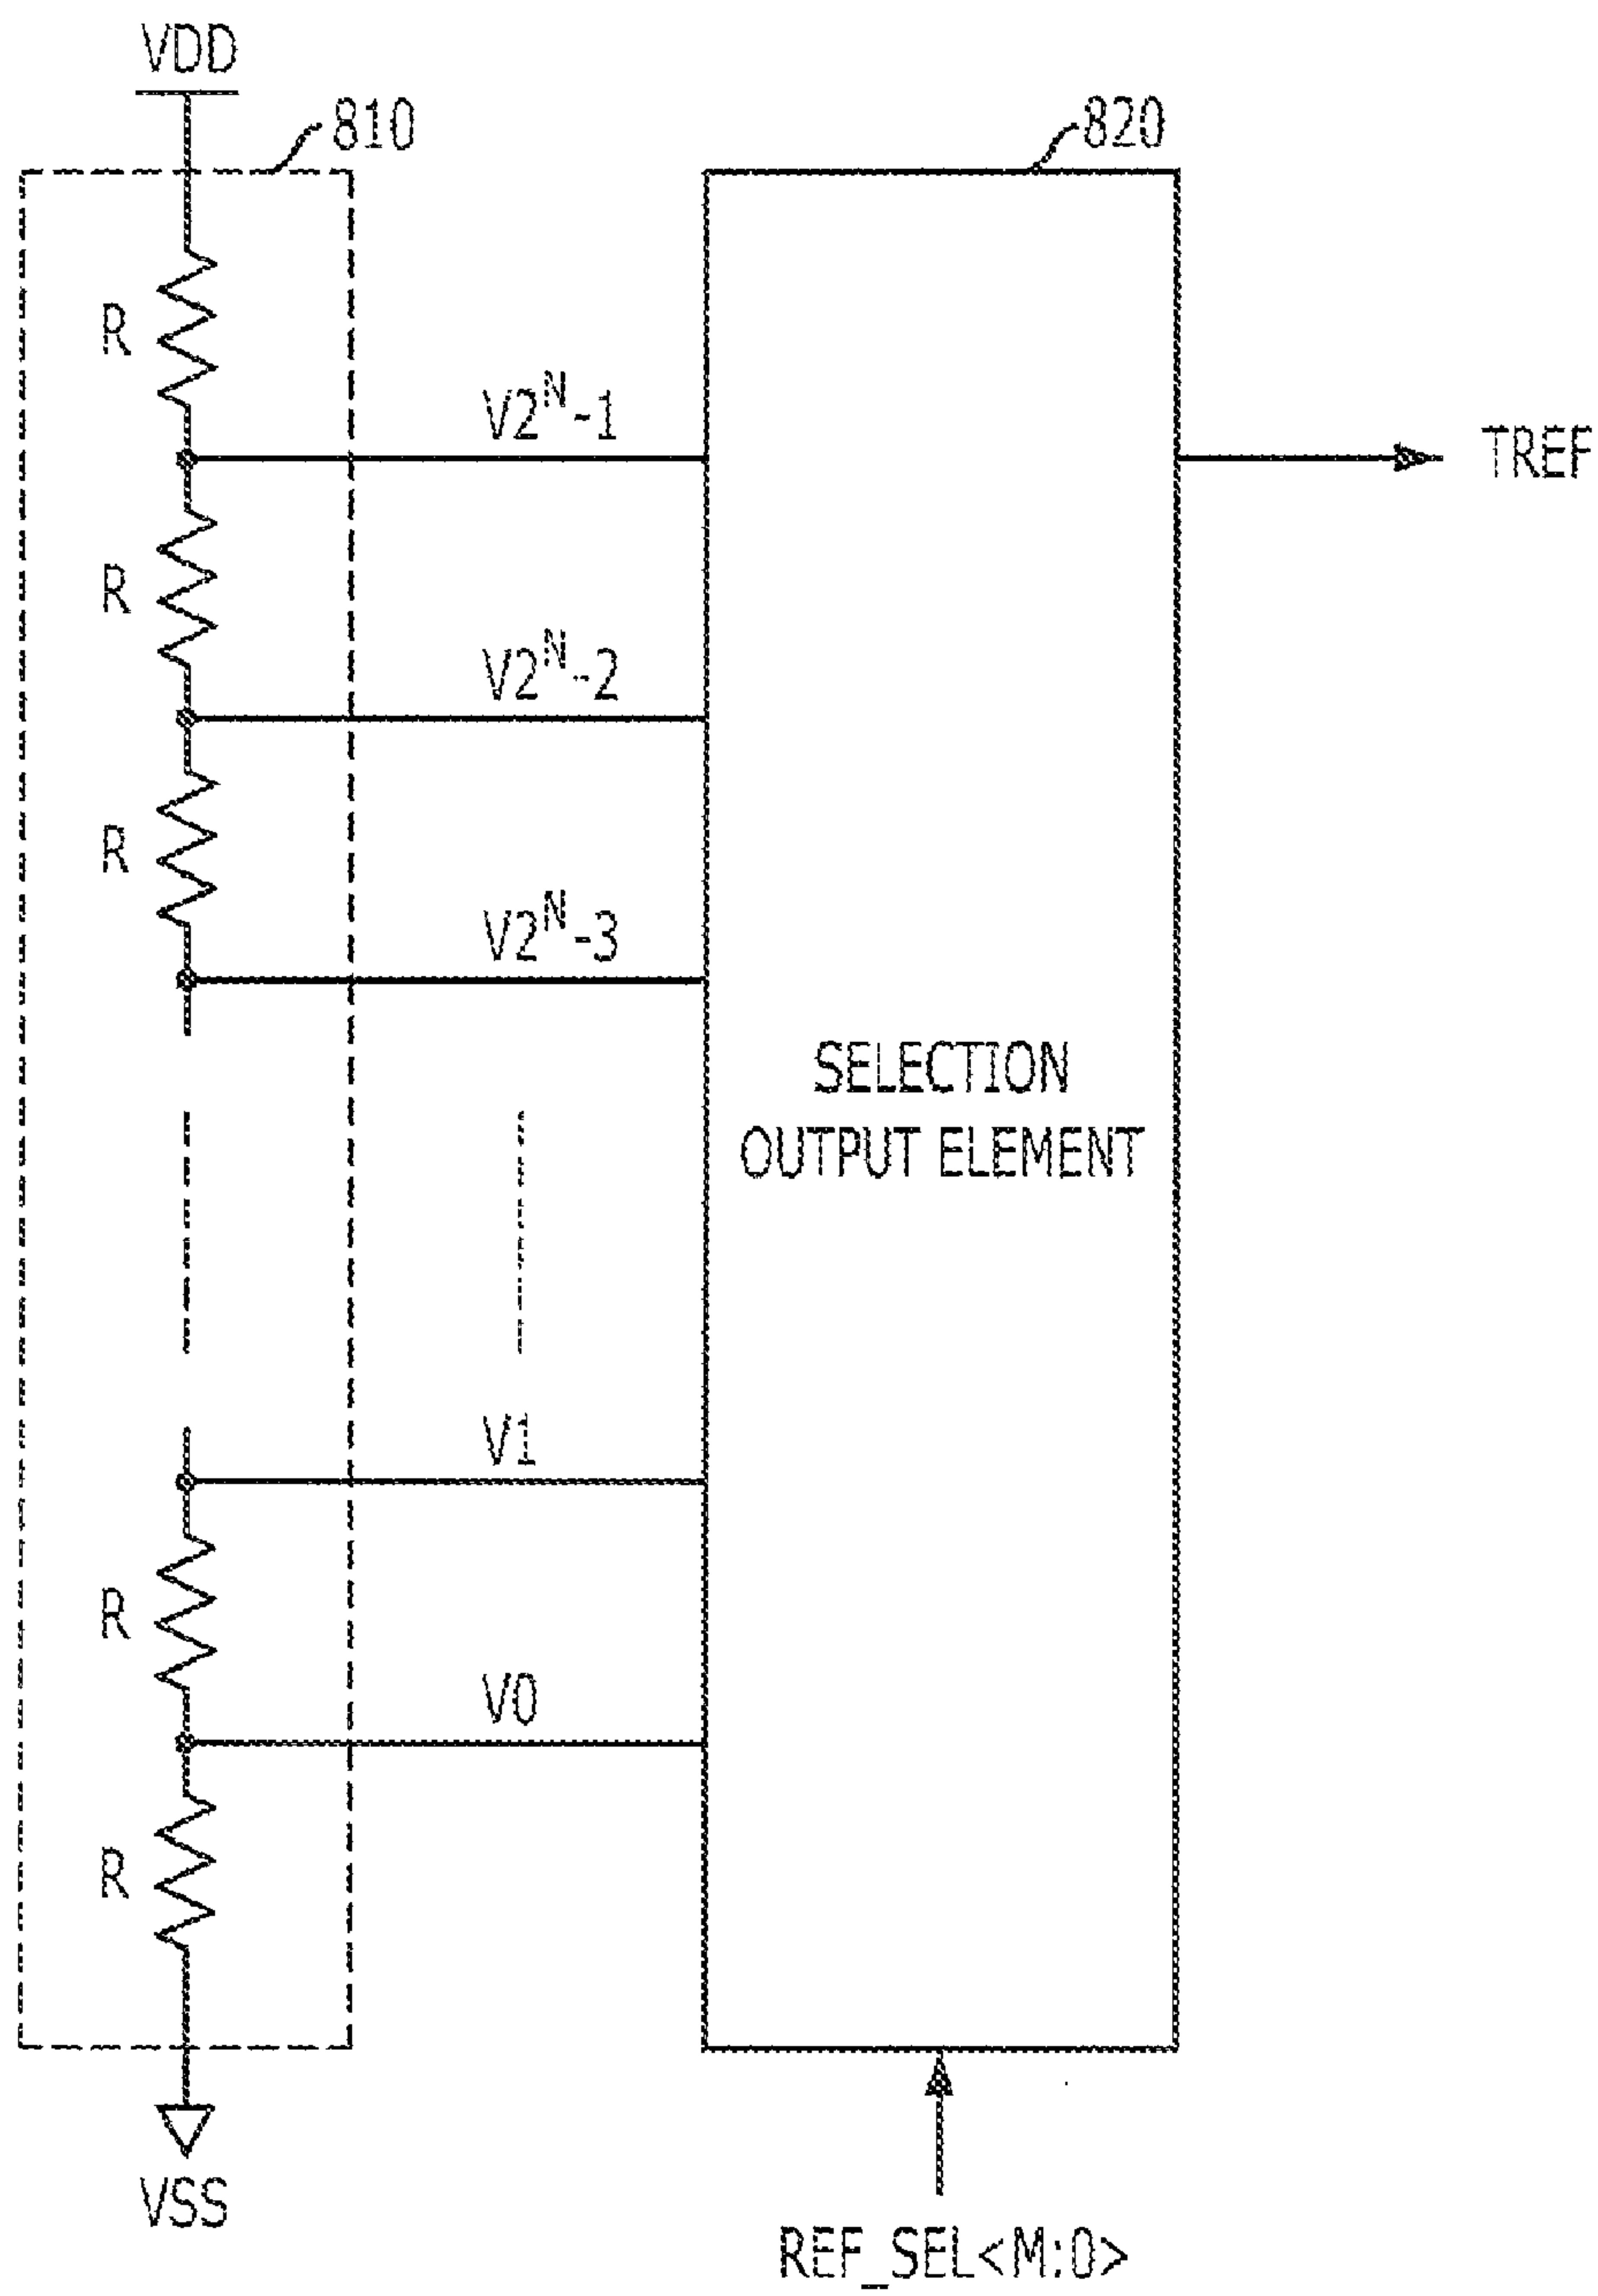 VDD
810
820
R
V2ᴺ-1
TREF
R
V2ᴺ-2
R
V2ᴺ-3
SELECTION
OUTPUT ELEMENT
V1
R
V0
R
VSS
REF_SEL<M:0>